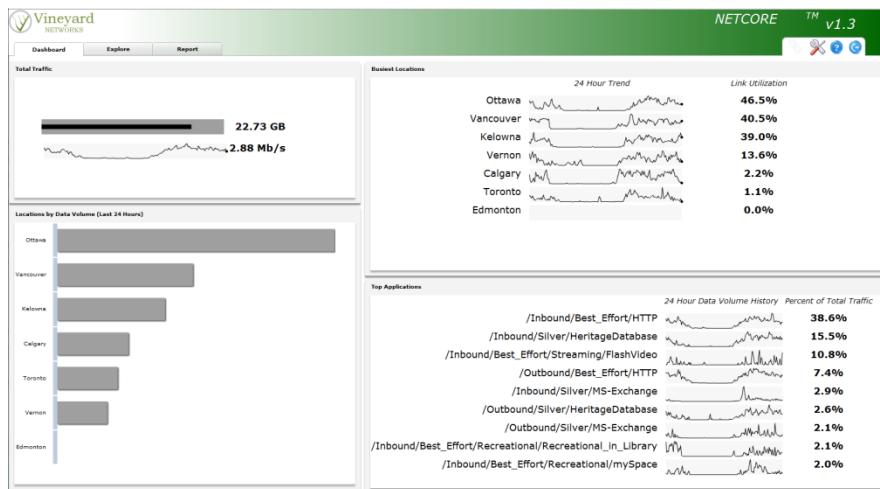 Vineyard
NETWORKS
NETCORE TM v1.3
Dashboard Explore Report
Total Traffic
22.73 GB
2.88 Mb/s
Locations by Data Volume (Last 24 Hours)
Ottawa
Vancouver
Kelowna
Calgary
Toronto
Vernon
Edmonton
Busiest Locations
24 Hour Trend Link Utilization
Ottawa 46.5%
Vancouver 40.5%
Kelowna 39.0%
Vernon 13.6%
Calgary 2.2%
Toronto 1.1%
Edmonton 0.0%
Top Applications
24 Hour Data Volume History Percent of Total Traffic
/Inbound/Best_Effort/HTTP 38.6%
/Inbound/Silver/HeritageDatabase 15.5%
/Inbound/Best_Effort/Streaming/FlashVideo 10.8%
/Outbound/Best_Effort/HTTP 7.4%
/Inbound/Silver/MS-Exchange 2.9%
/Outbound/Silver/HeritageDatabase 2.6%
/Outbound/Silver/MS-Exchange 2.1%
/Inbound/Best_Effort/Recreational/Recreational_in_Library 2.1%
/Inbound/Best_Effort/Recreational/mySpace 2.0%